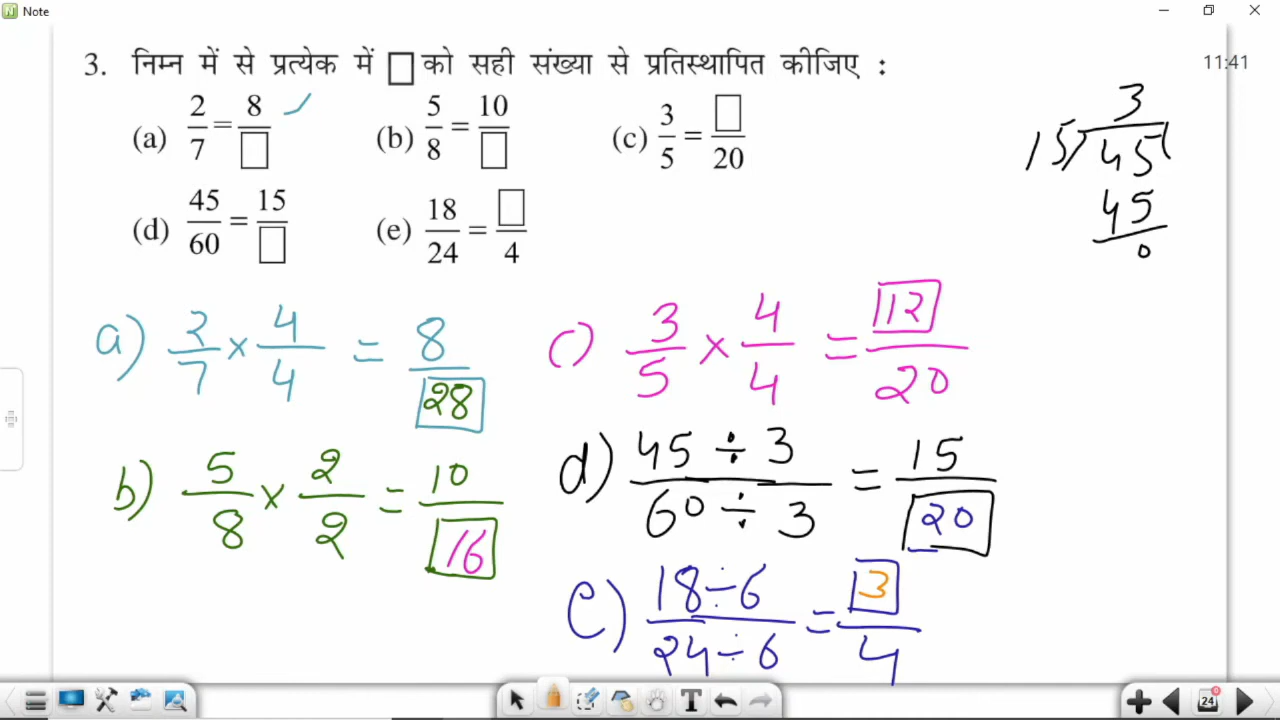 Note
3. निम्न में से प्रत्येक में □ को सही संख्या से प्रतिस्थापित कीजिए :
11:41
(a) 2/7 = 8/□ (b) 5/8 = 10/□ (c) 3/5 = □/20
(d) 45/60 = 15/□ (e) 18/24 = □/4
3
15) 45 (
45
0
a) 2/7 × 4/4 = 8/28
b) 5/8 × 2/2 = 10/16
c) 3/5 × 4/4 = 12/20
d) 45 ÷ 3/60 ÷ 3 = 15/20
e) 18 ÷ 6/24 ÷ 6 = 3/4
T
24